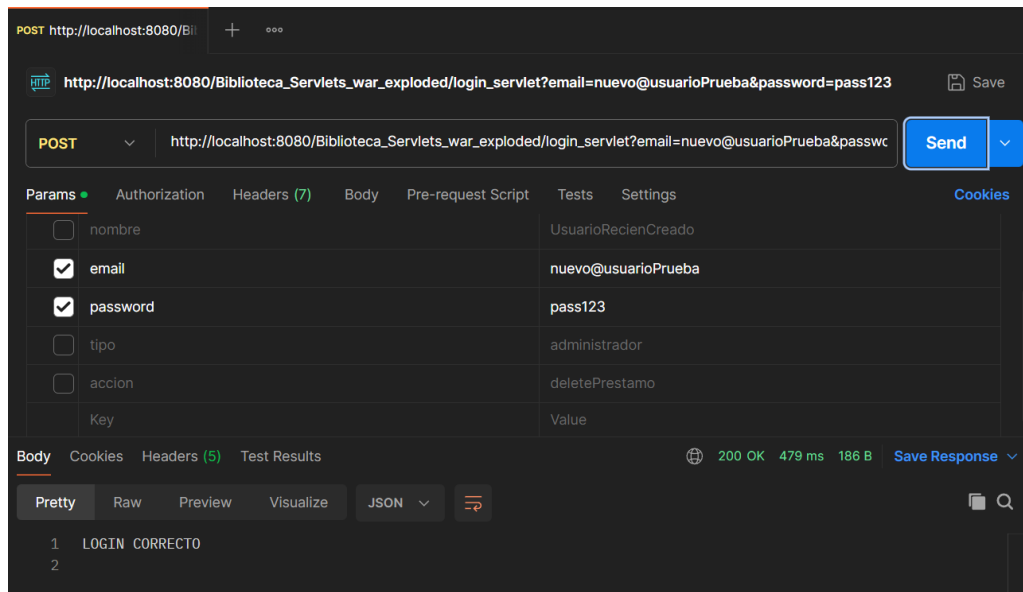 POST http://localhost:8080/Bil
HTTP http://localhost:8080/Biblioteca_Servlets_war_exploded/login_servlet?email=nuevo@usuarioPrueba&password=pass123 Save
POST http://localhost:8080/Biblioteca_Servlets_war_exploded/login_servlet?email=nuevo@usuarioPrueba&passwc Send
Params Authorization Headers (7) Body Pre-request Script Tests Settings Cookies
nombre UsuarioRecienCreado
email nuevo@usuarioPrueba
password pass123
tipo administrador
accion deletePrestamo
Key Value
Body Cookies Headers (5) Test Results 200 OK 479 ms 186 B Save Response
Pretty Raw Preview Visualize JSON
1 LOGIN CORRECTO
2